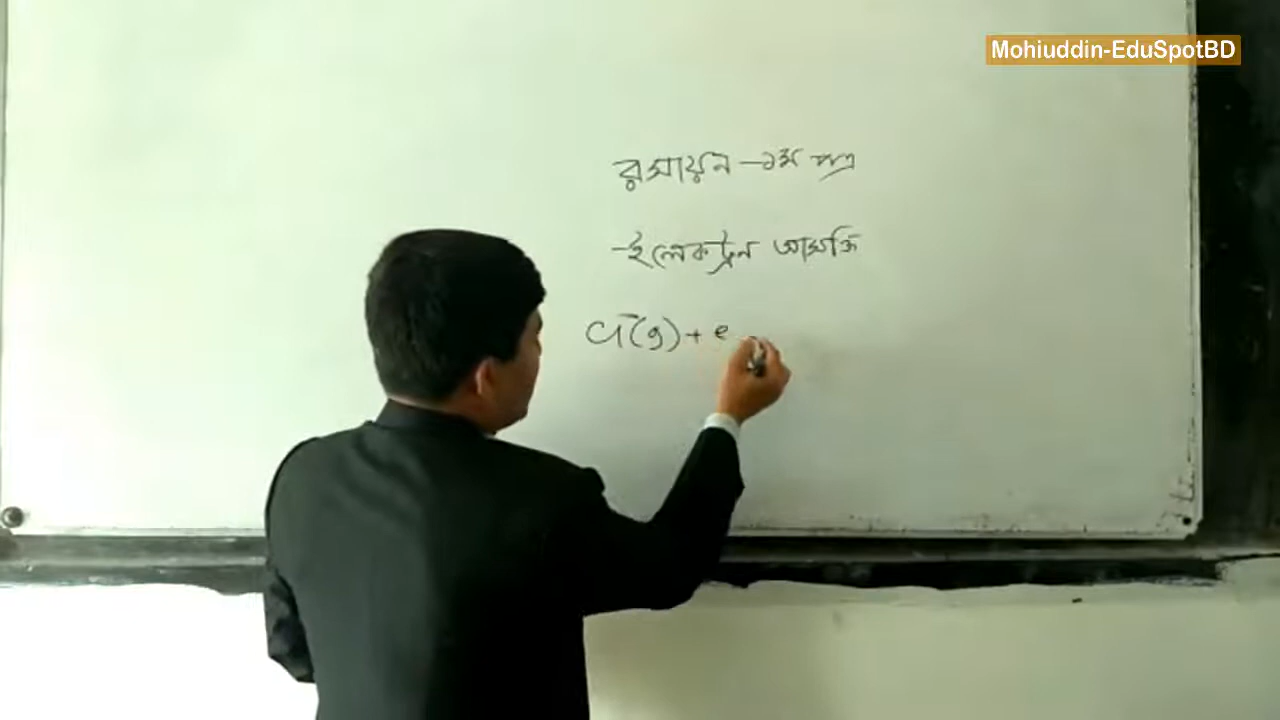 Mohiuddin-EduSpotBD
রসায়ন -১ম পত্র
-ইলেকট্রন আসক্তি
Cl⁻(g) + e